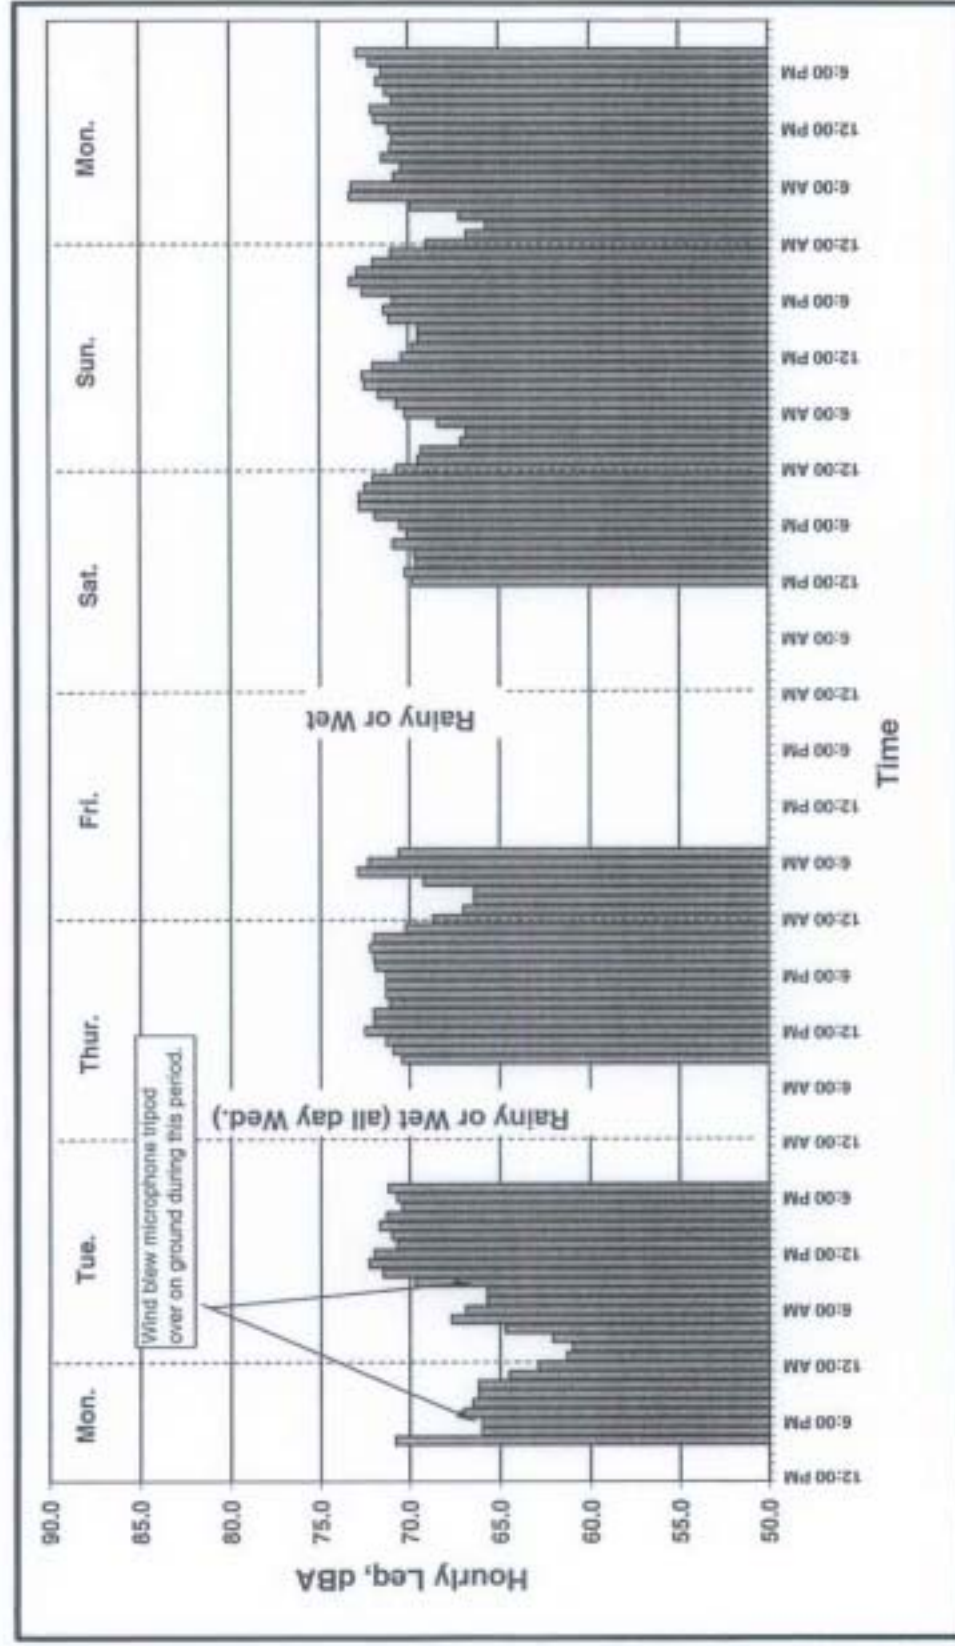 Mon.
Tue.
Thur.
Fri.
Sat.
Sun.
Mon.
Wind blew microphone tripod
over on ground during this period.
Rainy or Wet (all day Wed.)
Rainy or Wet
Hourly Leq, dBA
90.0
85.0
80.0
75.0
70.0
65.0
60.0
55.0
50.0
12:00 PM
6:00 PM
12:00 AM
6:00 AM
12:00 PM
6:00 PM
12:00 AM
6:00 AM
12:00 PM
6:00 PM
12:00 AM
6:00 AM
12:00 PM
6:00 PM
12:00 AM
6:00 AM
12:00 PM
6:00 PM
12:00 AM
6:00 AM
12:00 PM
6:00 PM
12:00 AM
6:00 AM
12:00 PM
6:00 PM
Time